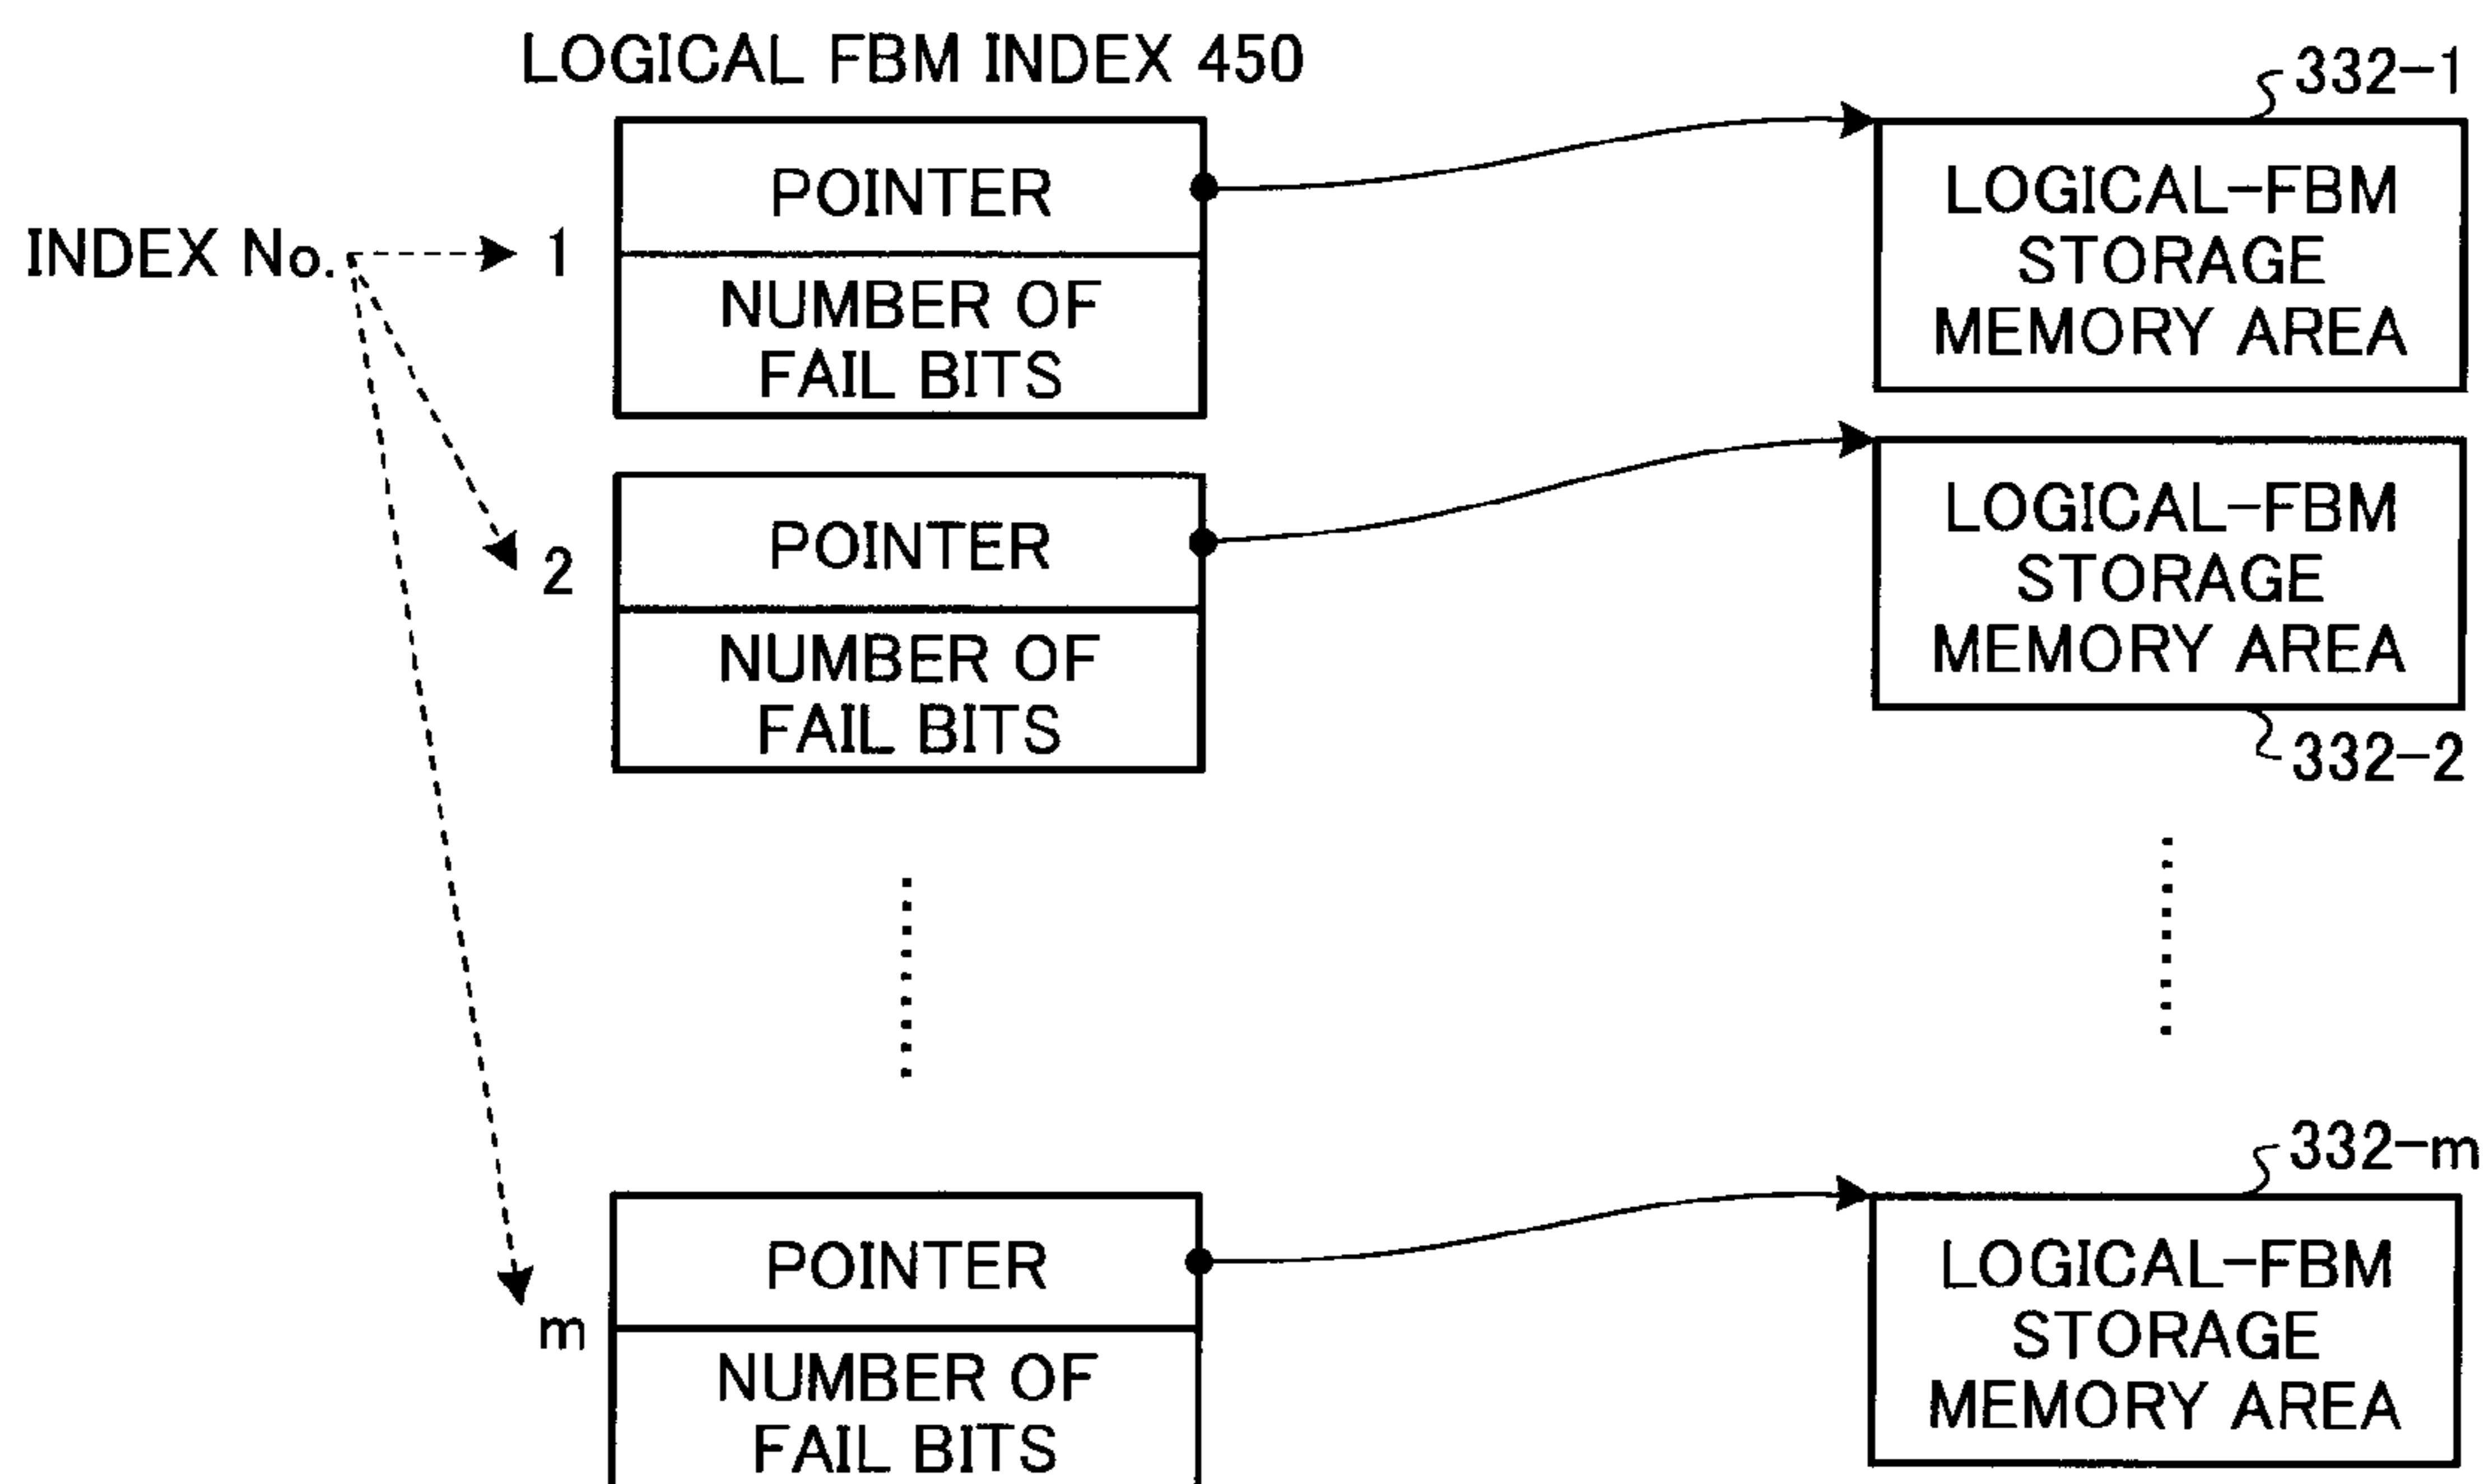 LOGICAL FBM INDEX 450
332-1
INDEX No.
1
POINTER
NUMBER OF
FAIL BITS
LOGICAL-FBM
STORAGE
MEMORY AREA
2
POINTER
NUMBER OF
FAIL BITS
LOGICAL-FBM
STORAGE
MEMORY AREA
332-2
332-m
m
POINTER
NUMBER OF
FAIL BITS
LOGICAL-FBM
STORAGE
MEMORY AREA